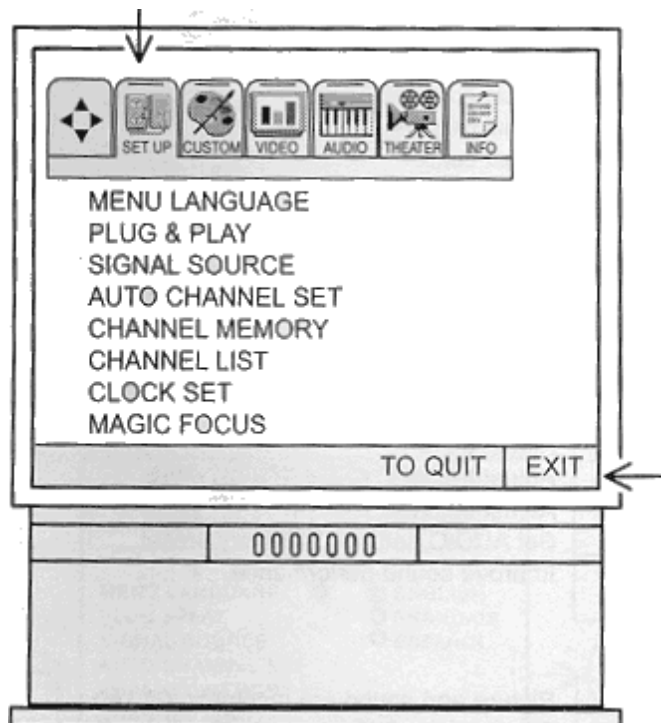 SET UP CUSTOM VIDEO AUDIO THEATER INFO
MENU LANGUAGE
PLUG & PLAY
SIGNAL SOURCE
AUTO CHANNEL SET
CHANNEL MEMORY
CHANNEL LIST
CLOCK SET
MAGIC FOCUS
TO QUIT EXIT